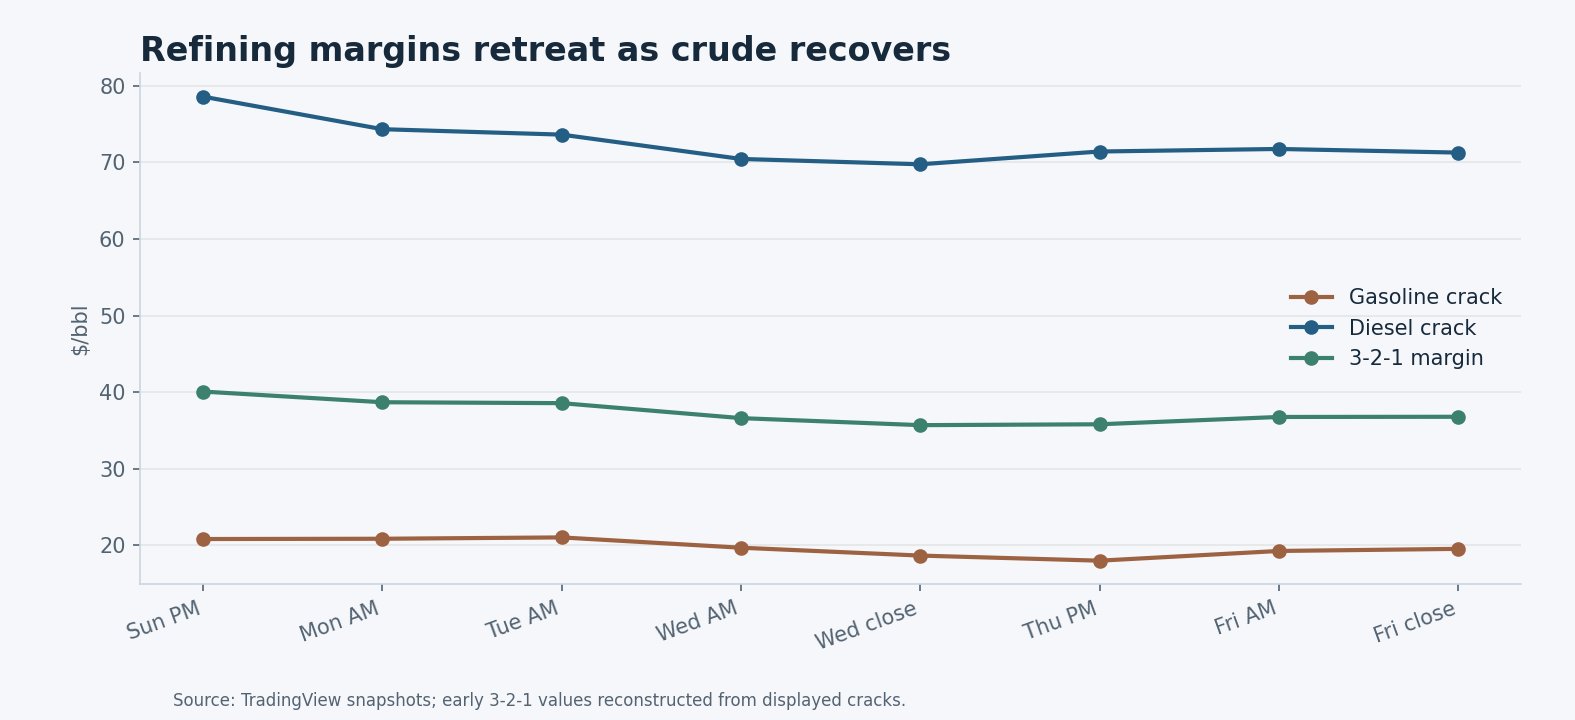 Refining margins retreat as crude recovers
80
70
60
50
40
30
20
$/bbl
Gasoline crack
Diesel crack
3-2-1 margin
Sun PM
Mon AM
Tue AM
Wed AM
Wed close
Thu PM
Fri AM
Fri close
Source: TradingView snapshots; early 3-2-1 values reconstructed from displayed cracks.